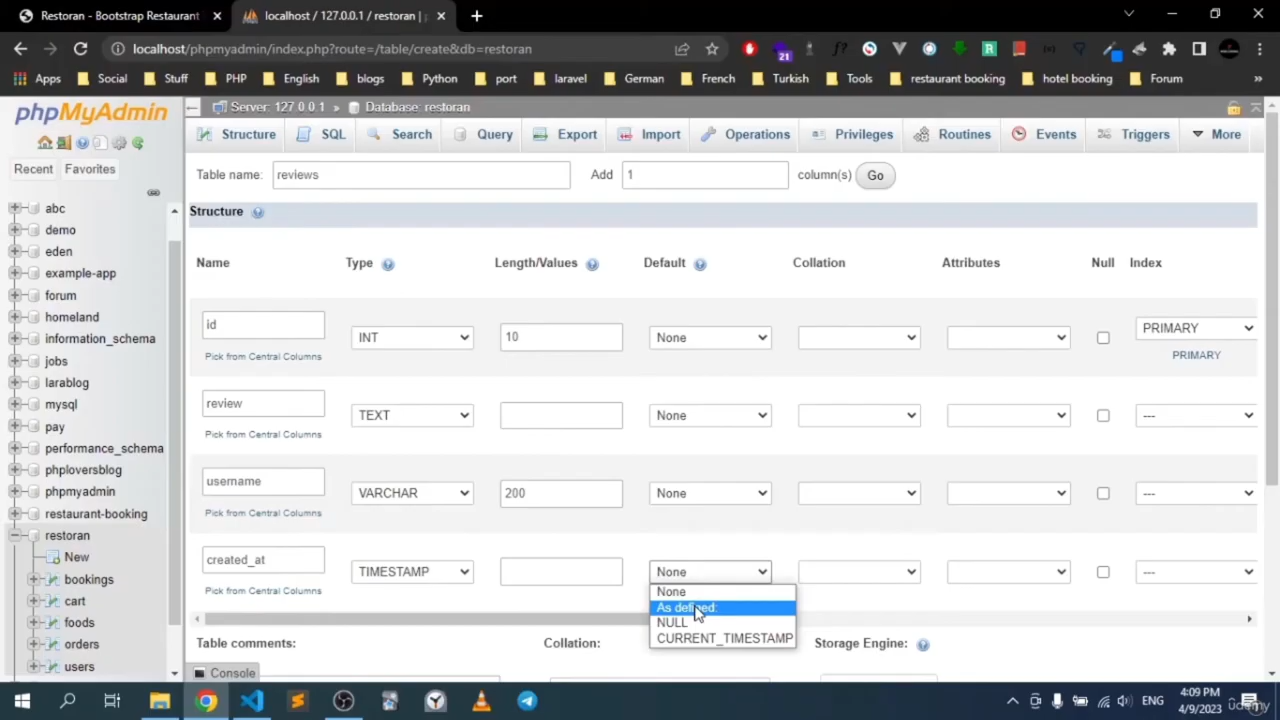 Restoran - Bootstrap Restaurant
localhost / 127.0.0.1 / restoran |
localhost/phpmyadmin/index.php?route=/table/create&db=restoran
21
Apps
Social
Stuff
PHP
English
blogs
Python
port
laravel
German
French
Turkish
Tools
restaurant booking
hotel booking
Forum
phpMyAdmin
Recent
Favorites
abc
demo
eden
example-app
forum
homeland
information_schema
jobs
larablog
mysql
pay
performance_schema
phploversblog
phpmyadmin
restaurant-booking
restoran
New
bookings
cart
foods
orders
users
Server: 127.0.0.1 » Database: restoran
Structure
SQL
Search
Query
Export
Import
Operations
Privileges
Routines
Events
Triggers
More
Table name: reviews Add 1 column(s) Go
Structure
Name Type Length/Values Default Collation Attributes Null Index
id INT 10 None PRIMARY
Pick from Central Columns PRIMARY
review TEXT None ---
Pick from Central Columns
username VARCHAR 200 None ---
Pick from Central Columns
created_at TIMESTAMP None ---
Pick from Central Columns
None
As defined:
NULL
CURRENT_TIMESTAMP
Table comments: Collation: Storage Engine:
Console
ENG
4:09 PM
4/9/2023
udemy